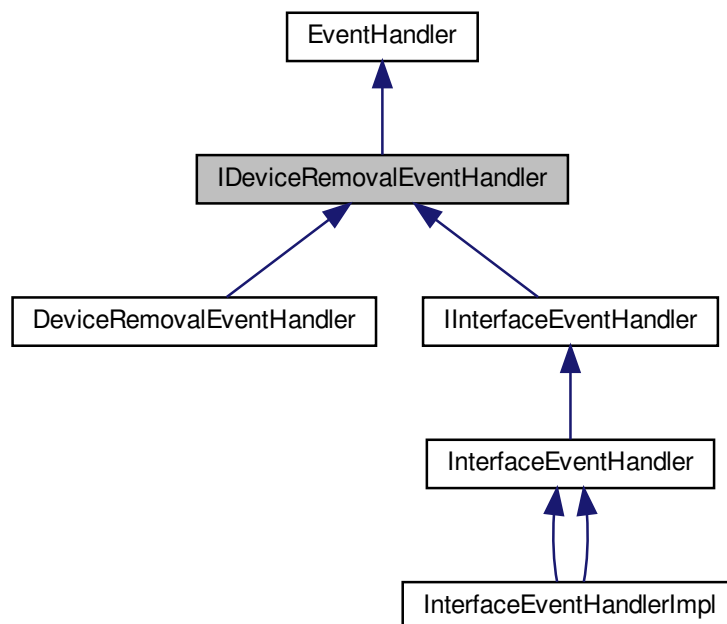 EventHandler
IDeviceRemovalEventHandler
DeviceRemovalEventHandler
IInterfaceEventHandler
InterfaceEventHandler
InterfaceEventHandlerImpl